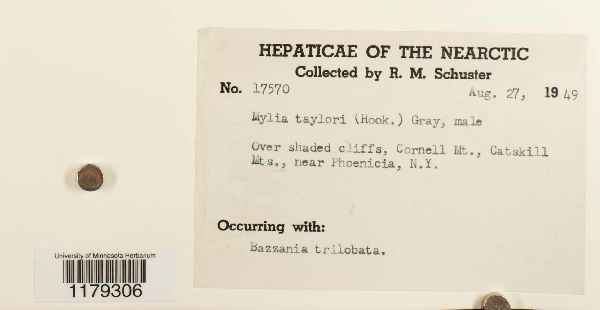 HEPATICAE OF THE NEARCTIC
Collected by R. M. Schuster
No. 17570 Aug. 27, 1949
Mylia taylori (Hook.) Gray, male
Over shaded cliffs, Cornell Mt., Catskill
Mts., near Phoenicia, N.Y.
Occurring with:
Bazzania trilobata.
University of Minnesota Herbarium
1179306